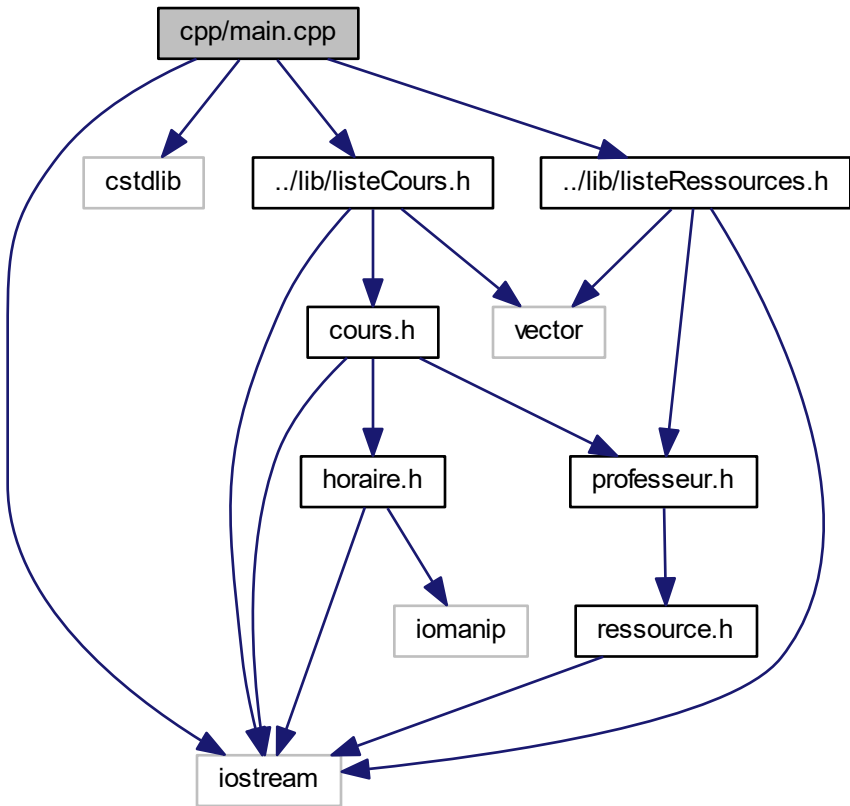 cpp/main.cpp
cstdlib
../lib/listeCours.h
../lib/listeRessources.h
cours.h
vector
horaire.h
professeur.h
iomanip
ressource.h
iostream